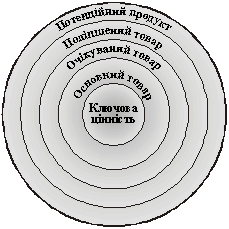 Потенційний продукт
Поліпшений товар
Очікуваний товар
Основний товар
Ключова
цінність